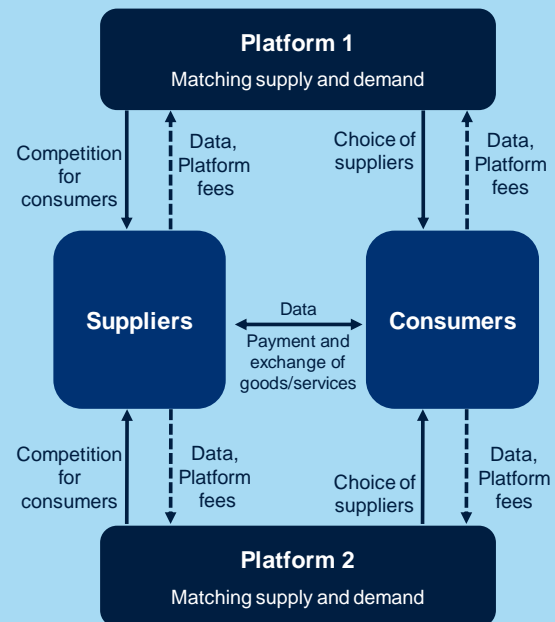 Platform 1
Matching supply and demand
Competition
for
consumers
Data,
Platform
fees
Choice of
suppliers
Data,
Platform
fees
Suppliers
Data
Payment and
exchange of
goods/services
Consumers
Competition
for
consumers
Data,
Platform
fees
Choice of
suppliers
Data,
Platform
fees
Platform 2
Matching supply and demand